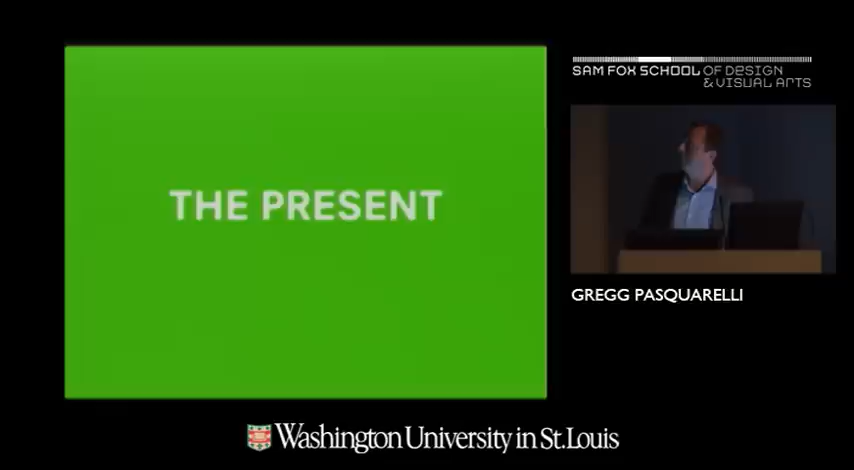 THE PRESENT
SAM FOX SCHOOL OF DESIGN
& VISUAL ARTS
GREGG PASQUARELLI
Washington University in St. Louis